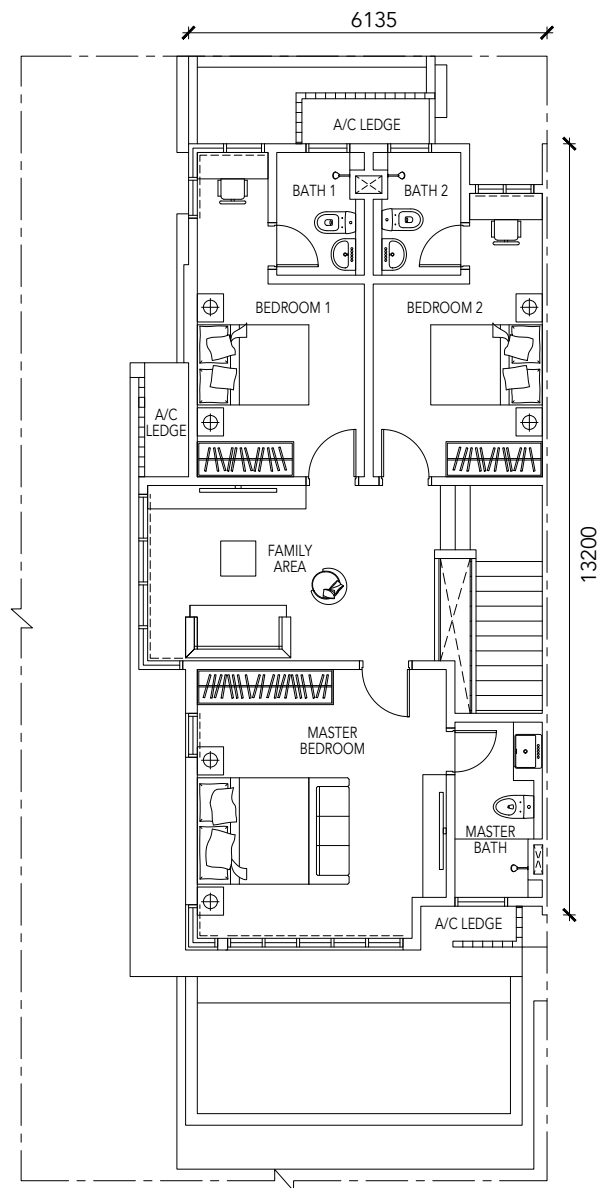 6135
A/C LEDGE
BATH 1
BATH 2
BEDROOM 1
BEDROOM 2
A/C
LEDGE
13200
FAMILY
AREA
MASTER
BEDROOM
MASTER
BATH
A/C LEDGE